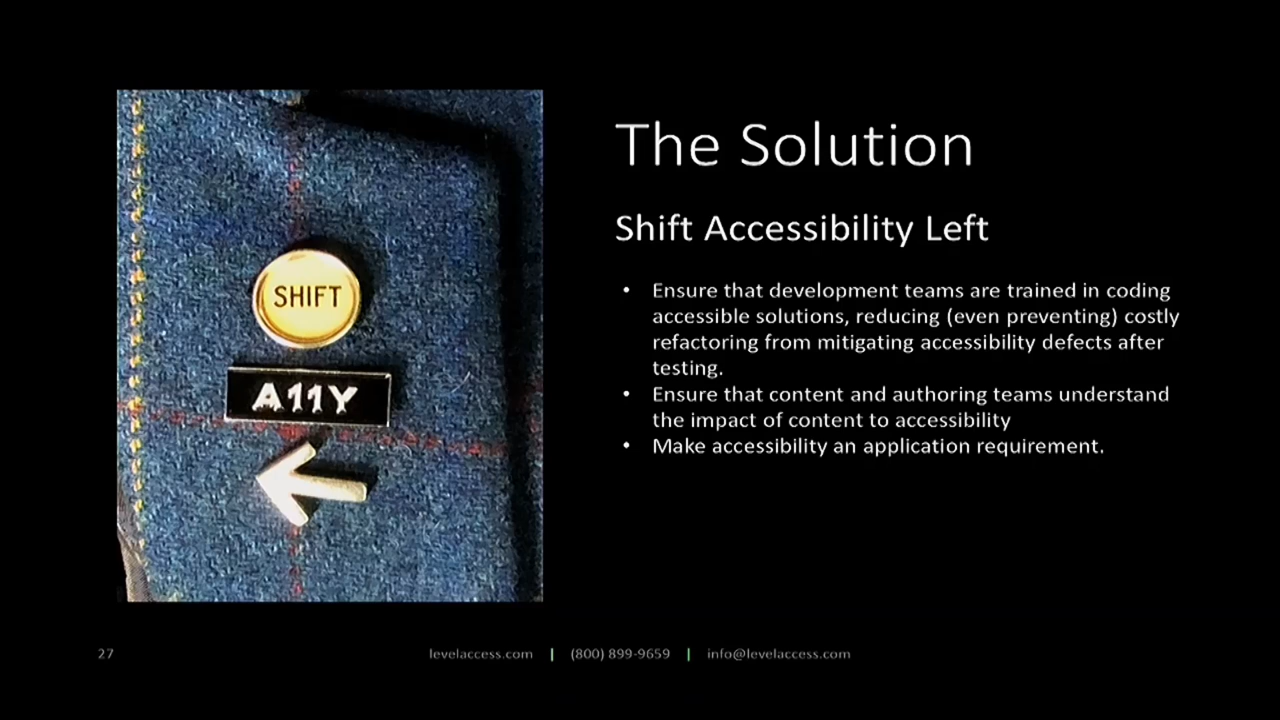 SHIFT
A11Y
The Solution
Shift Accessibility Left
• Ensure that development teams are trained in coding
accessible solutions, reducing (even preventing) costly
refactoring from mitigating accessibility defects after
testing.
• Ensure that content and authoring teams understand
the impact of content to accessibility
• Make accessibility an application requirement.
27 levelaccess.com | (800) 899-9659 | info@levelaccess.com